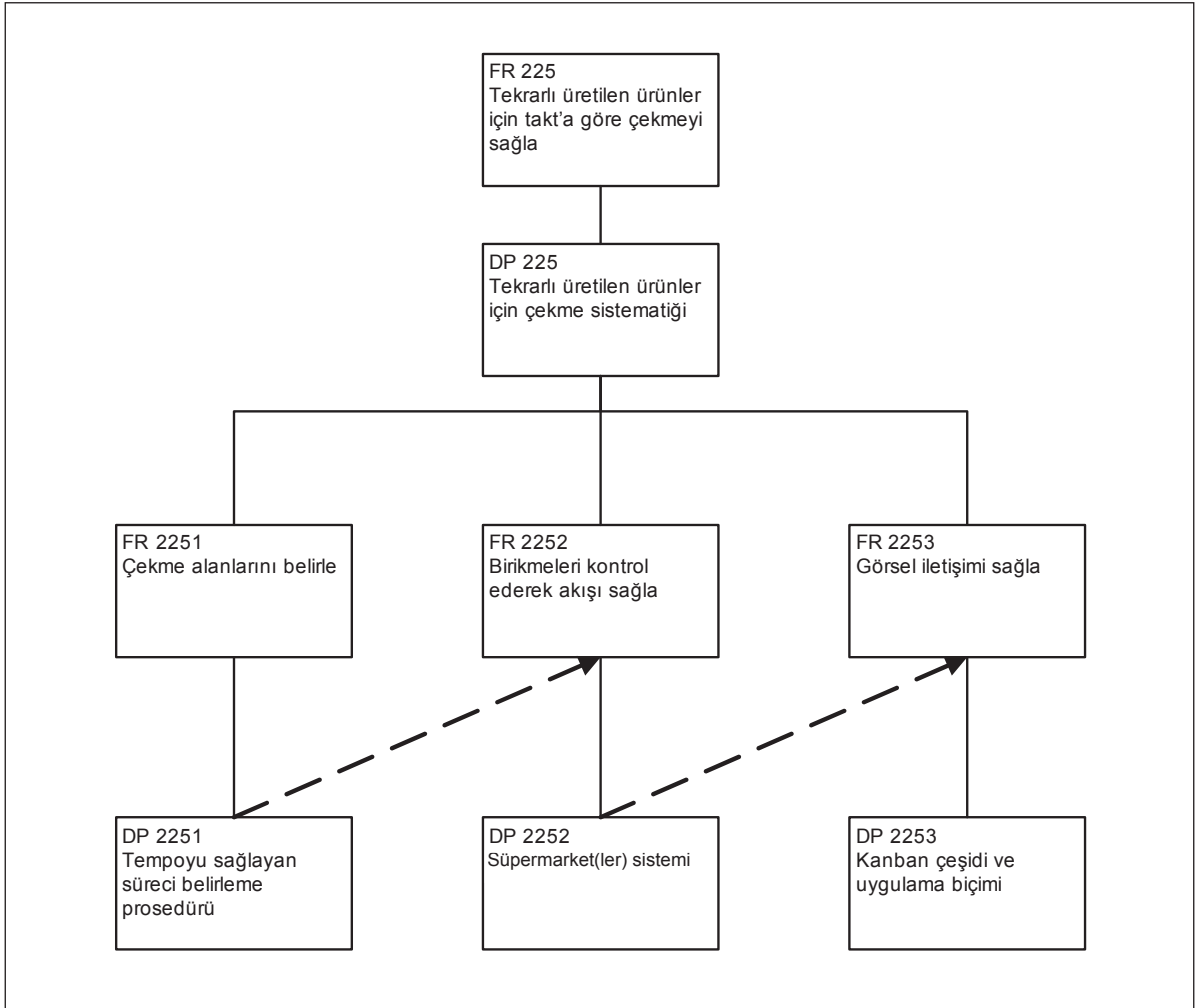 FR 225
Tekrarlı üretilen ürünler
için takt'a göre çekmeyi
sağla
DP 225
Tekrarlı üretilen ürünler
için çekme sistematiği
FR 2251
Çekme alanlarını belirle
FR 2252
Birikmeleri kontrol
ederek akışı sağla
FR 2253
Görsel iletişimi sağla
DP 2251
Tempoyu sağlayan
süreci belirleme
prosedürü
DP 2252
Süpermarket(ler) sistemi
DP 2253
Kanban çeşidi ve
uygulama biçimi